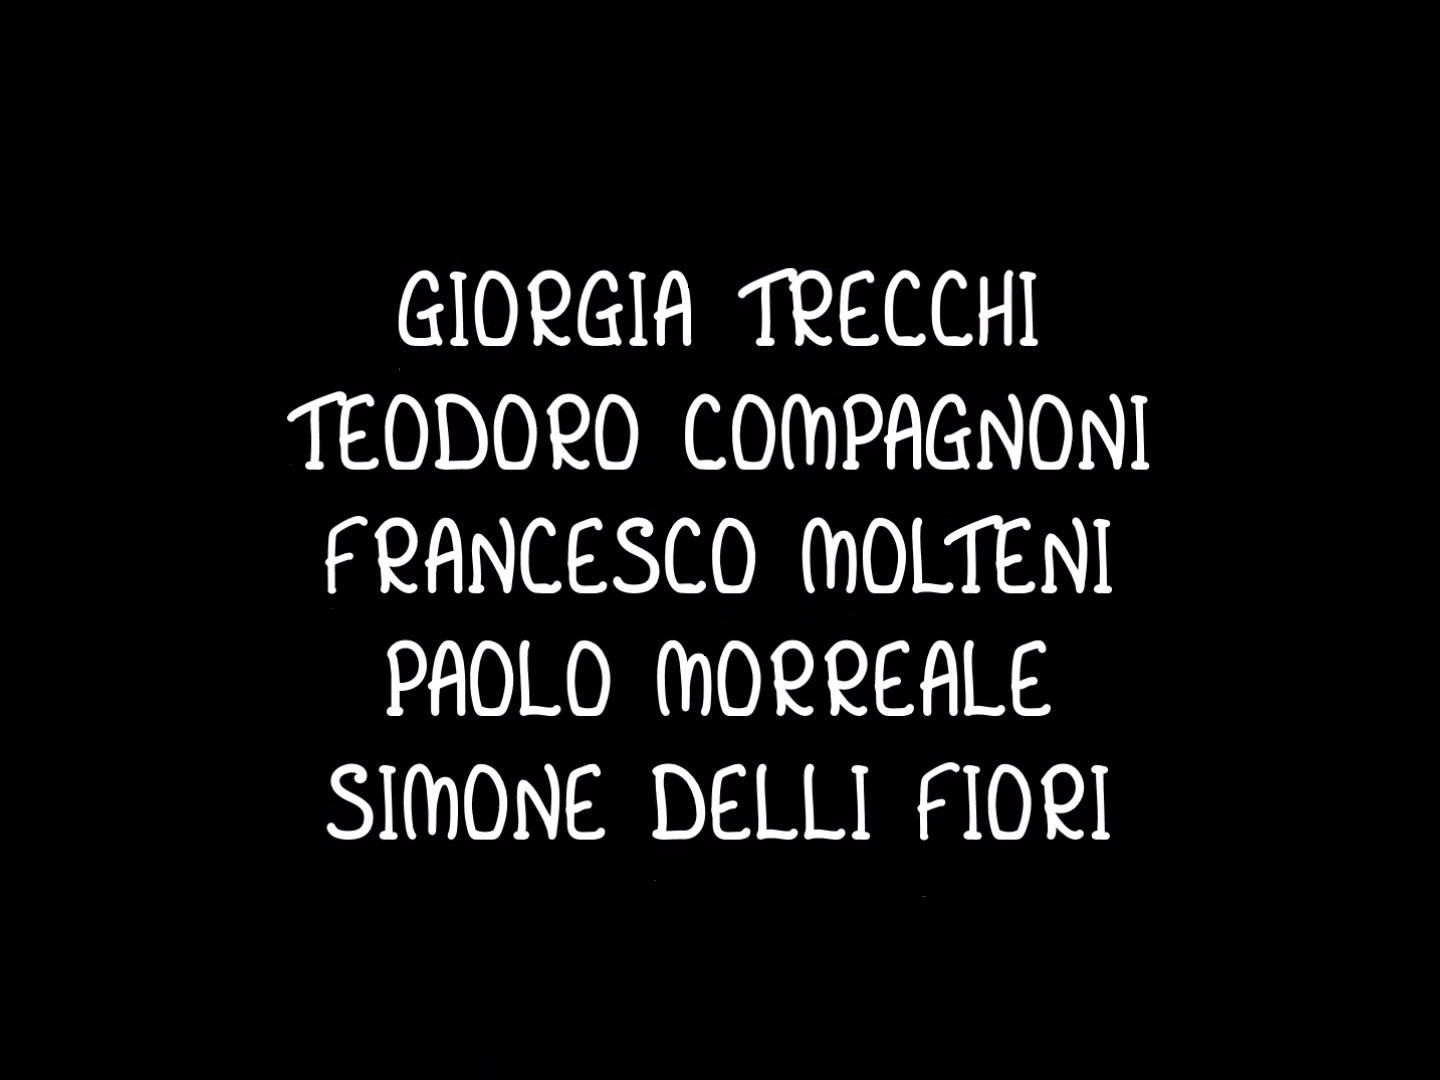 GIORGIA TRECCHI
TEODORO COMPAGNONI
FRANCESCO MOLTENI
PAOLO MORREALE
SIMONE DELLI FIORI